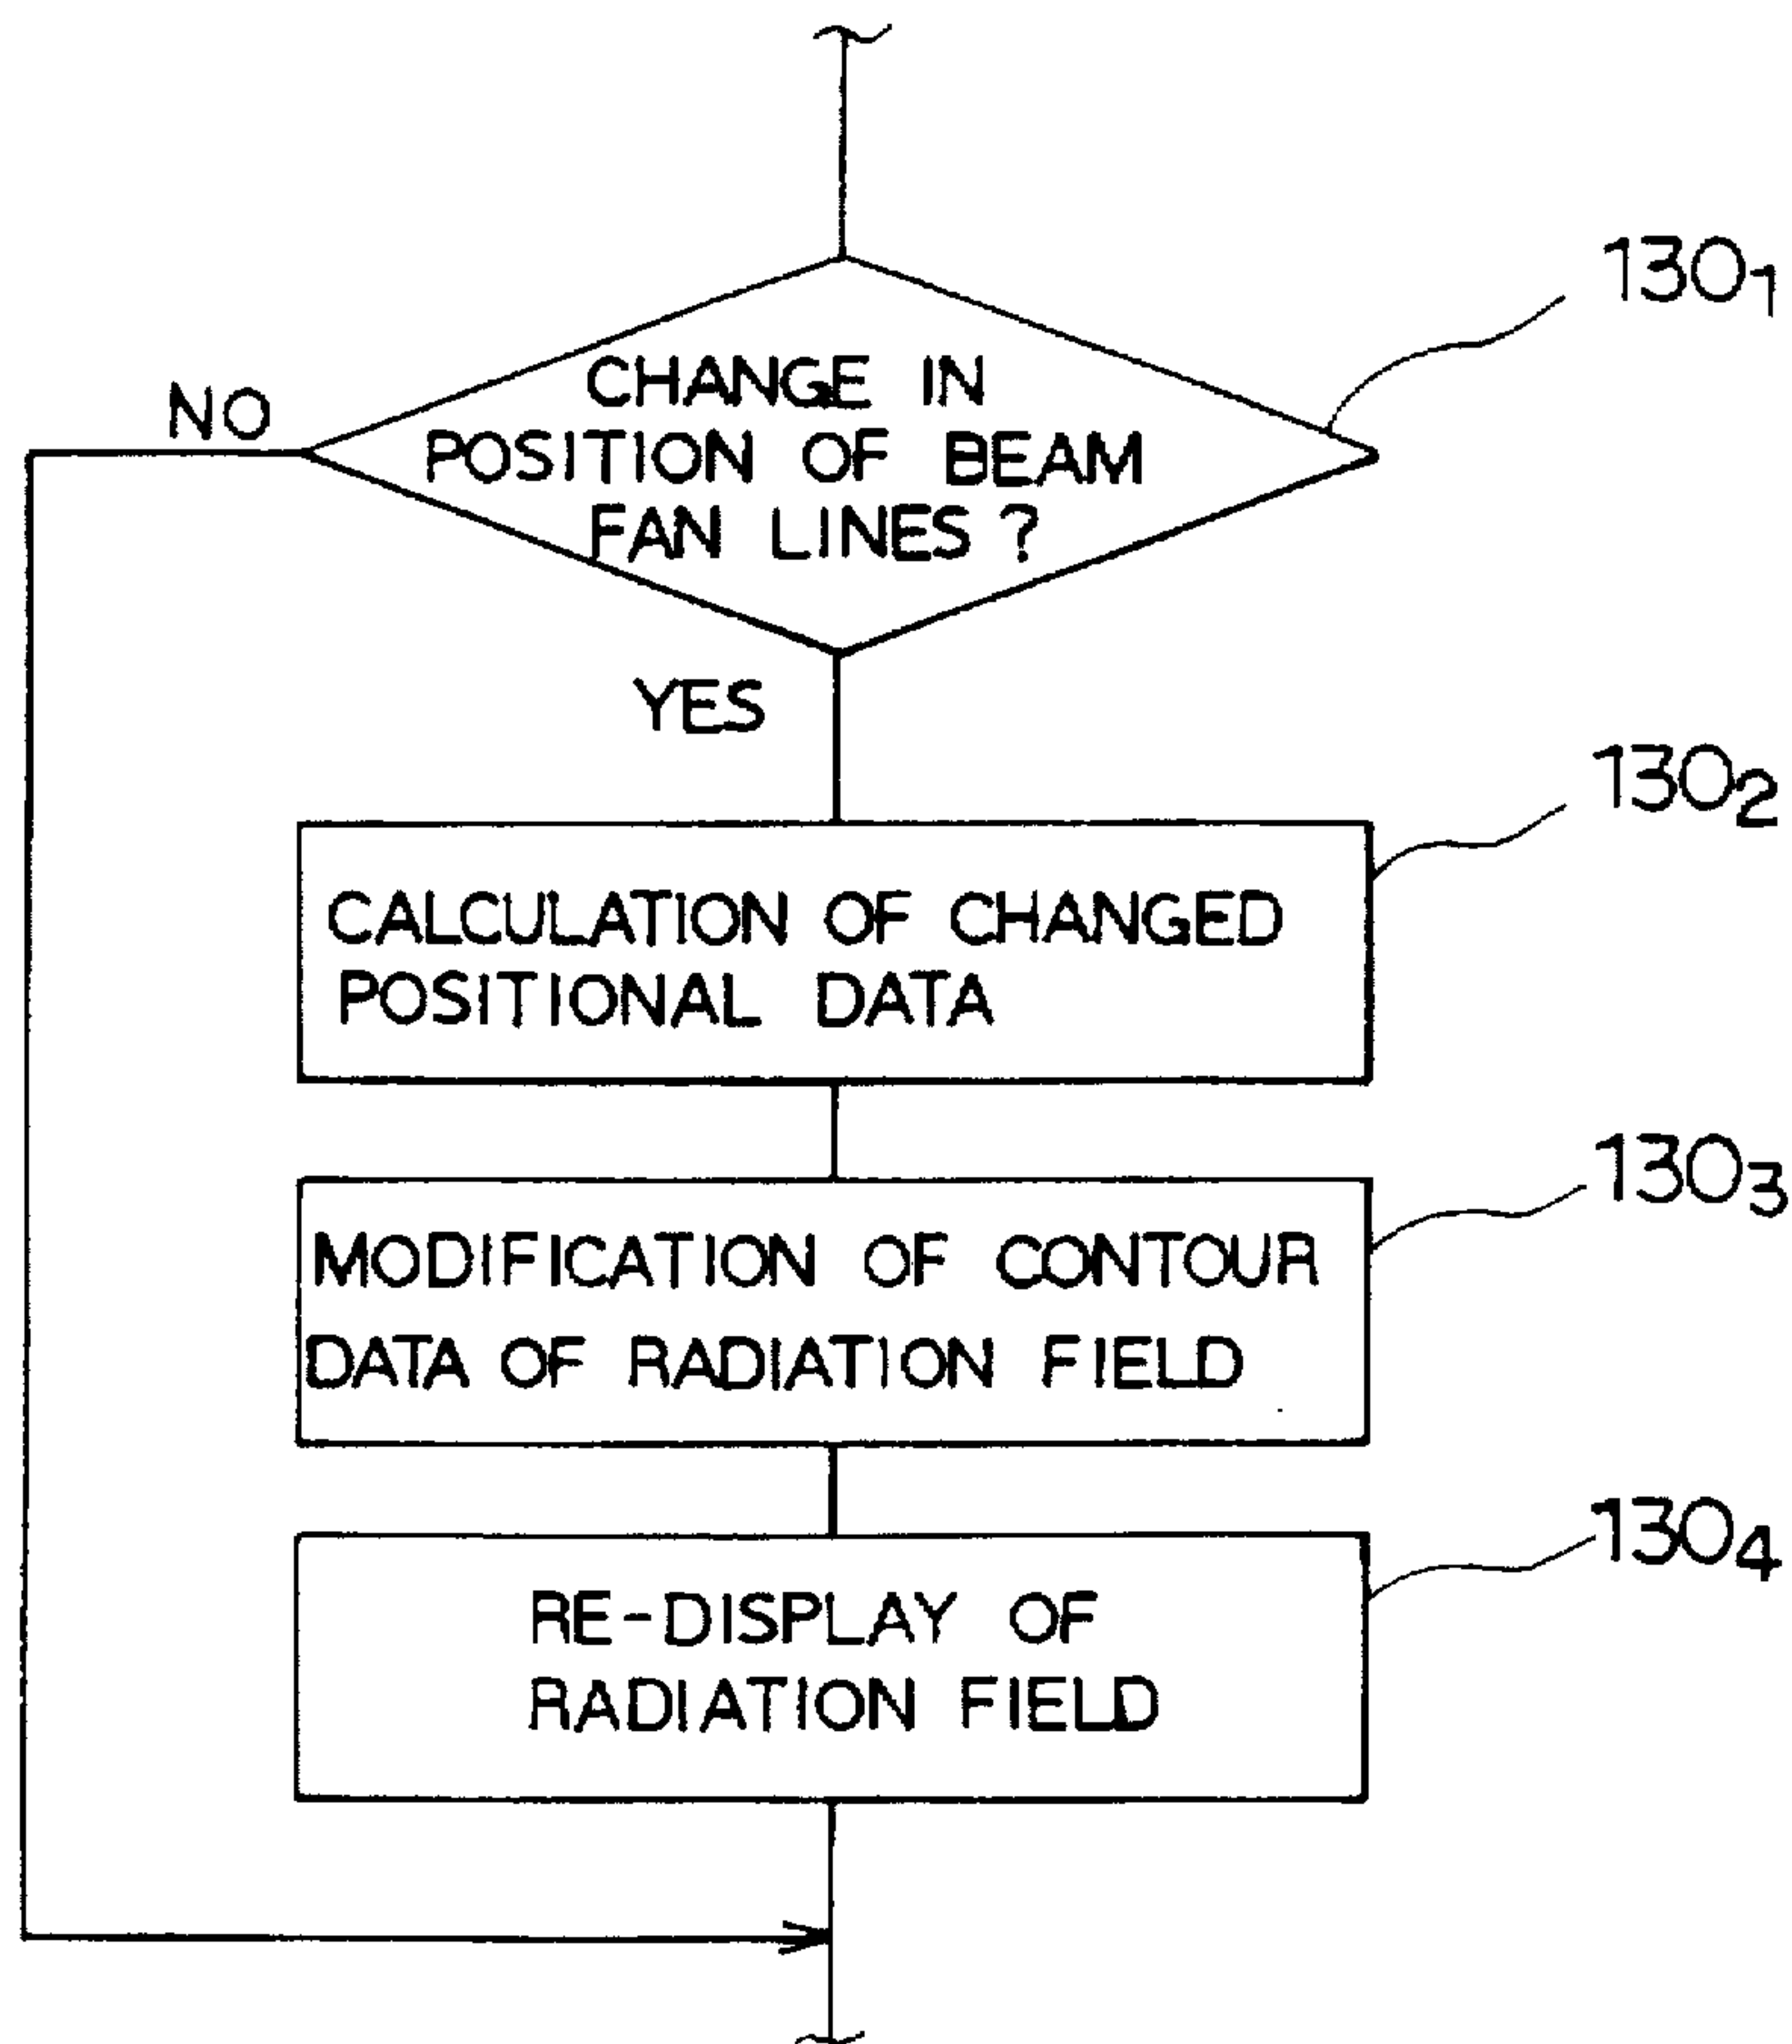 130₁
CHANGE IN
POSITION OF BEAM
FAN LINES ?
NO
YES
130₂
CALCULATION OF CHANGED
POSITIONAL DATA
130₃
MODIFICATION OF CONTOUR
DATA OF RADIATION FIELD
130₄
RE-DISPLAY OF
RADIATION FIELD